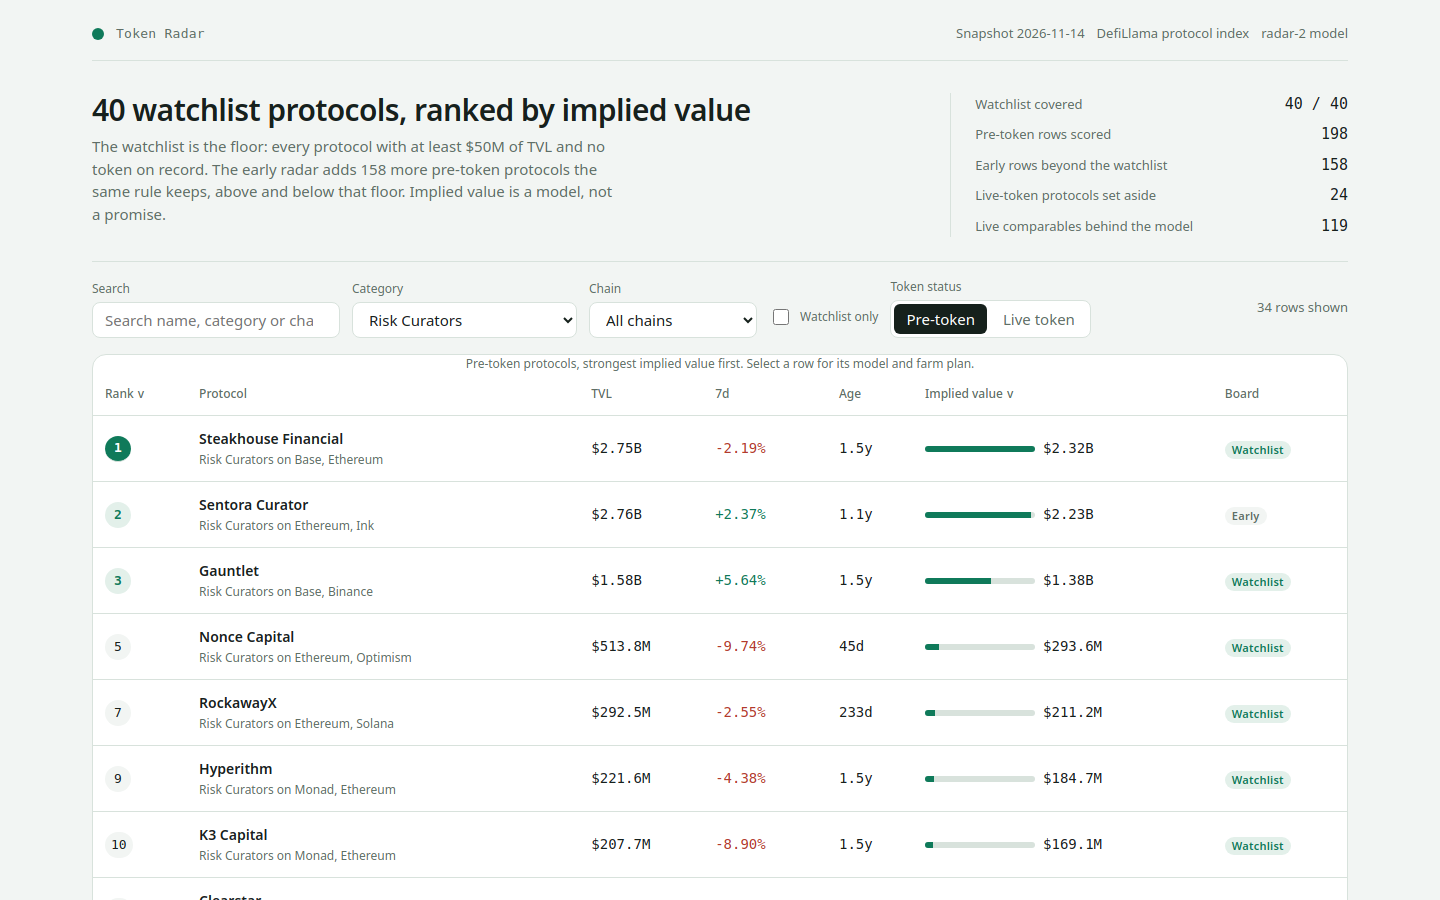 Token Radar
Snapshot 2026-11-14 DefiLlama protocol index radar-2 model
40 watchlist protocols, ranked by implied value
The watchlist is the floor: every protocol with at least $50M of TVL and no
token on record. The early radar adds 158 more pre-token protocols the
same rule keeps, above and below that floor. Implied value is a model, not
a promise.
Watchlist covered 40 / 40
Pre-token rows scored 198
Early rows beyond the watchlist 158
Live-token protocols set aside 24
Live comparables behind the model 119
Search
Search name, category or cha
Category
Risk Curators
Chain
All chains
Watchlist only
Token status
Pre-token Live token
34 rows shown
Pre-token protocols, strongest implied value first. Select a row for its model and farm plan.
Rank v Protocol TVL 7d Age Implied value v Board
1 Steakhouse Financial $2.75B -2.19% 1.5y $2.32B Watchlist
Risk Curators on Base, Ethereum
2 Sentora Curator $2.76B +2.37% 1.1y $2.23B Early
Risk Curators on Ethereum, Ink
3 Gauntlet $1.58B +5.64% 1.5y $1.38B Watchlist
Risk Curators on Base, Binance
5 Nonce Capital $513.8M -9.74% 45d $293.6M Watchlist
Risk Curators on Ethereum, Optimism
7 RockawayX $292.5M -2.55% 233d $211.2M Watchlist
Risk Curators on Ethereum, Solana
9 Hyperithm $221.6M -4.38% 1.5y $184.7M Watchlist
Risk Curators on Monad, Ethereum
10 K3 Capital $207.7M -8.90% 1.5y $169.1M Watchlist
Risk Curators on Monad, Ethereum